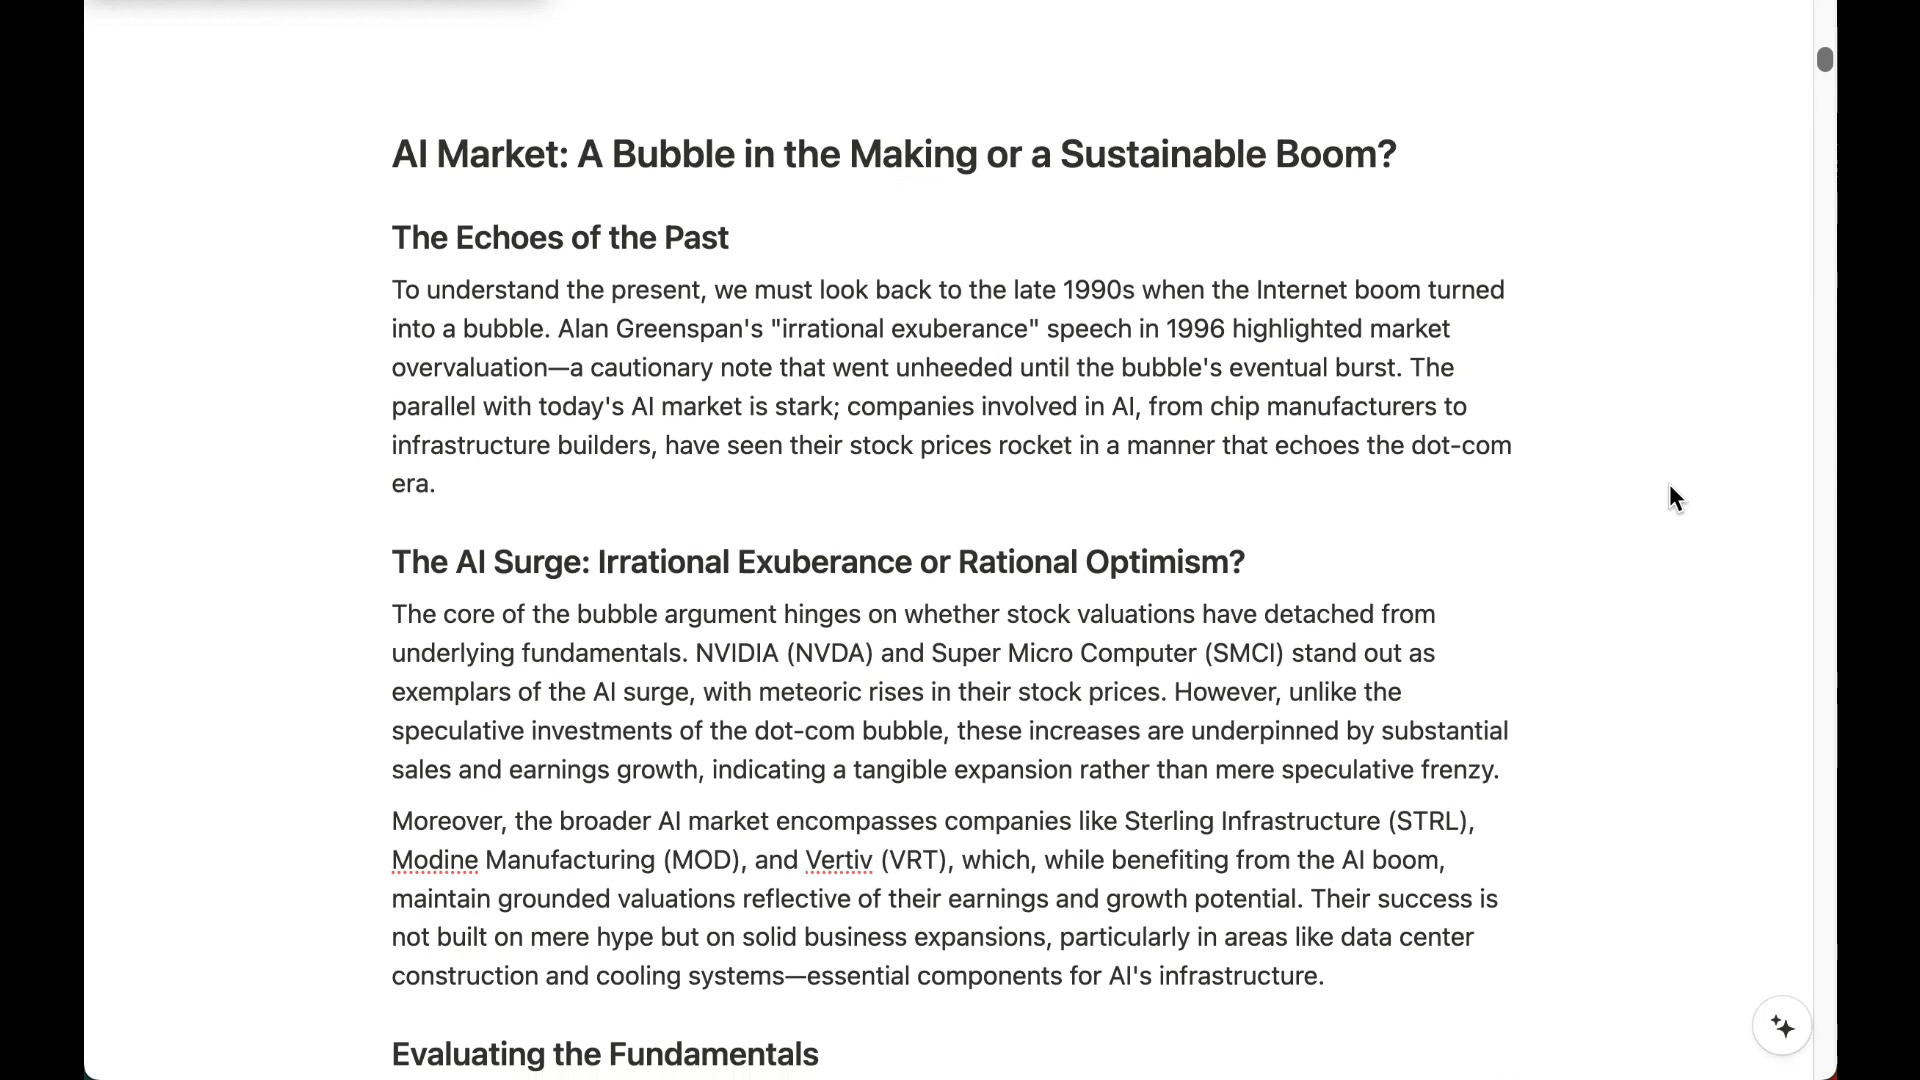 AI Market: A Bubble in the Making or a Sustainable Boom?
The Echoes of the Past
To understand the present, we must look back to the late 1990s when the Internet boom turned
into a bubble. Alan Greenspan's "irrational exuberance" speech in 1996 highlighted market
overvaluation—a cautionary note that went unheeded until the bubble's eventual burst. The
parallel with today's AI market is stark; companies involved in AI, from chip manufacturers to
infrastructure builders, have seen their stock prices rocket in a manner that echoes the dot-com
era.
The AI Surge: Irrational Exuberance or Rational Optimism?
The core of the bubble argument hinges on whether stock valuations have detached from
underlying fundamentals. NVIDIA (NVDA) and Super Micro Computer (SMCI) stand out as
exemplars of the AI surge, with meteoric rises in their stock prices. However, unlike the
speculative investments of the dot-com bubble, these increases are underpinned by substantial
sales and earnings growth, indicating a tangible expansion rather than mere speculative frenzy.
Moreover, the broader AI market encompasses companies like Sterling Infrastructure (STRL),
Modine Manufacturing (MOD), and Vertiv (VRT), which, while benefiting from the AI boom,
maintain grounded valuations reflective of their earnings and growth potential. Their success is
not built on mere hype but on solid business expansions, particularly in areas like data center
construction and cooling systems—essential components for AI's infrastructure.
Evaluating the Fundamentals